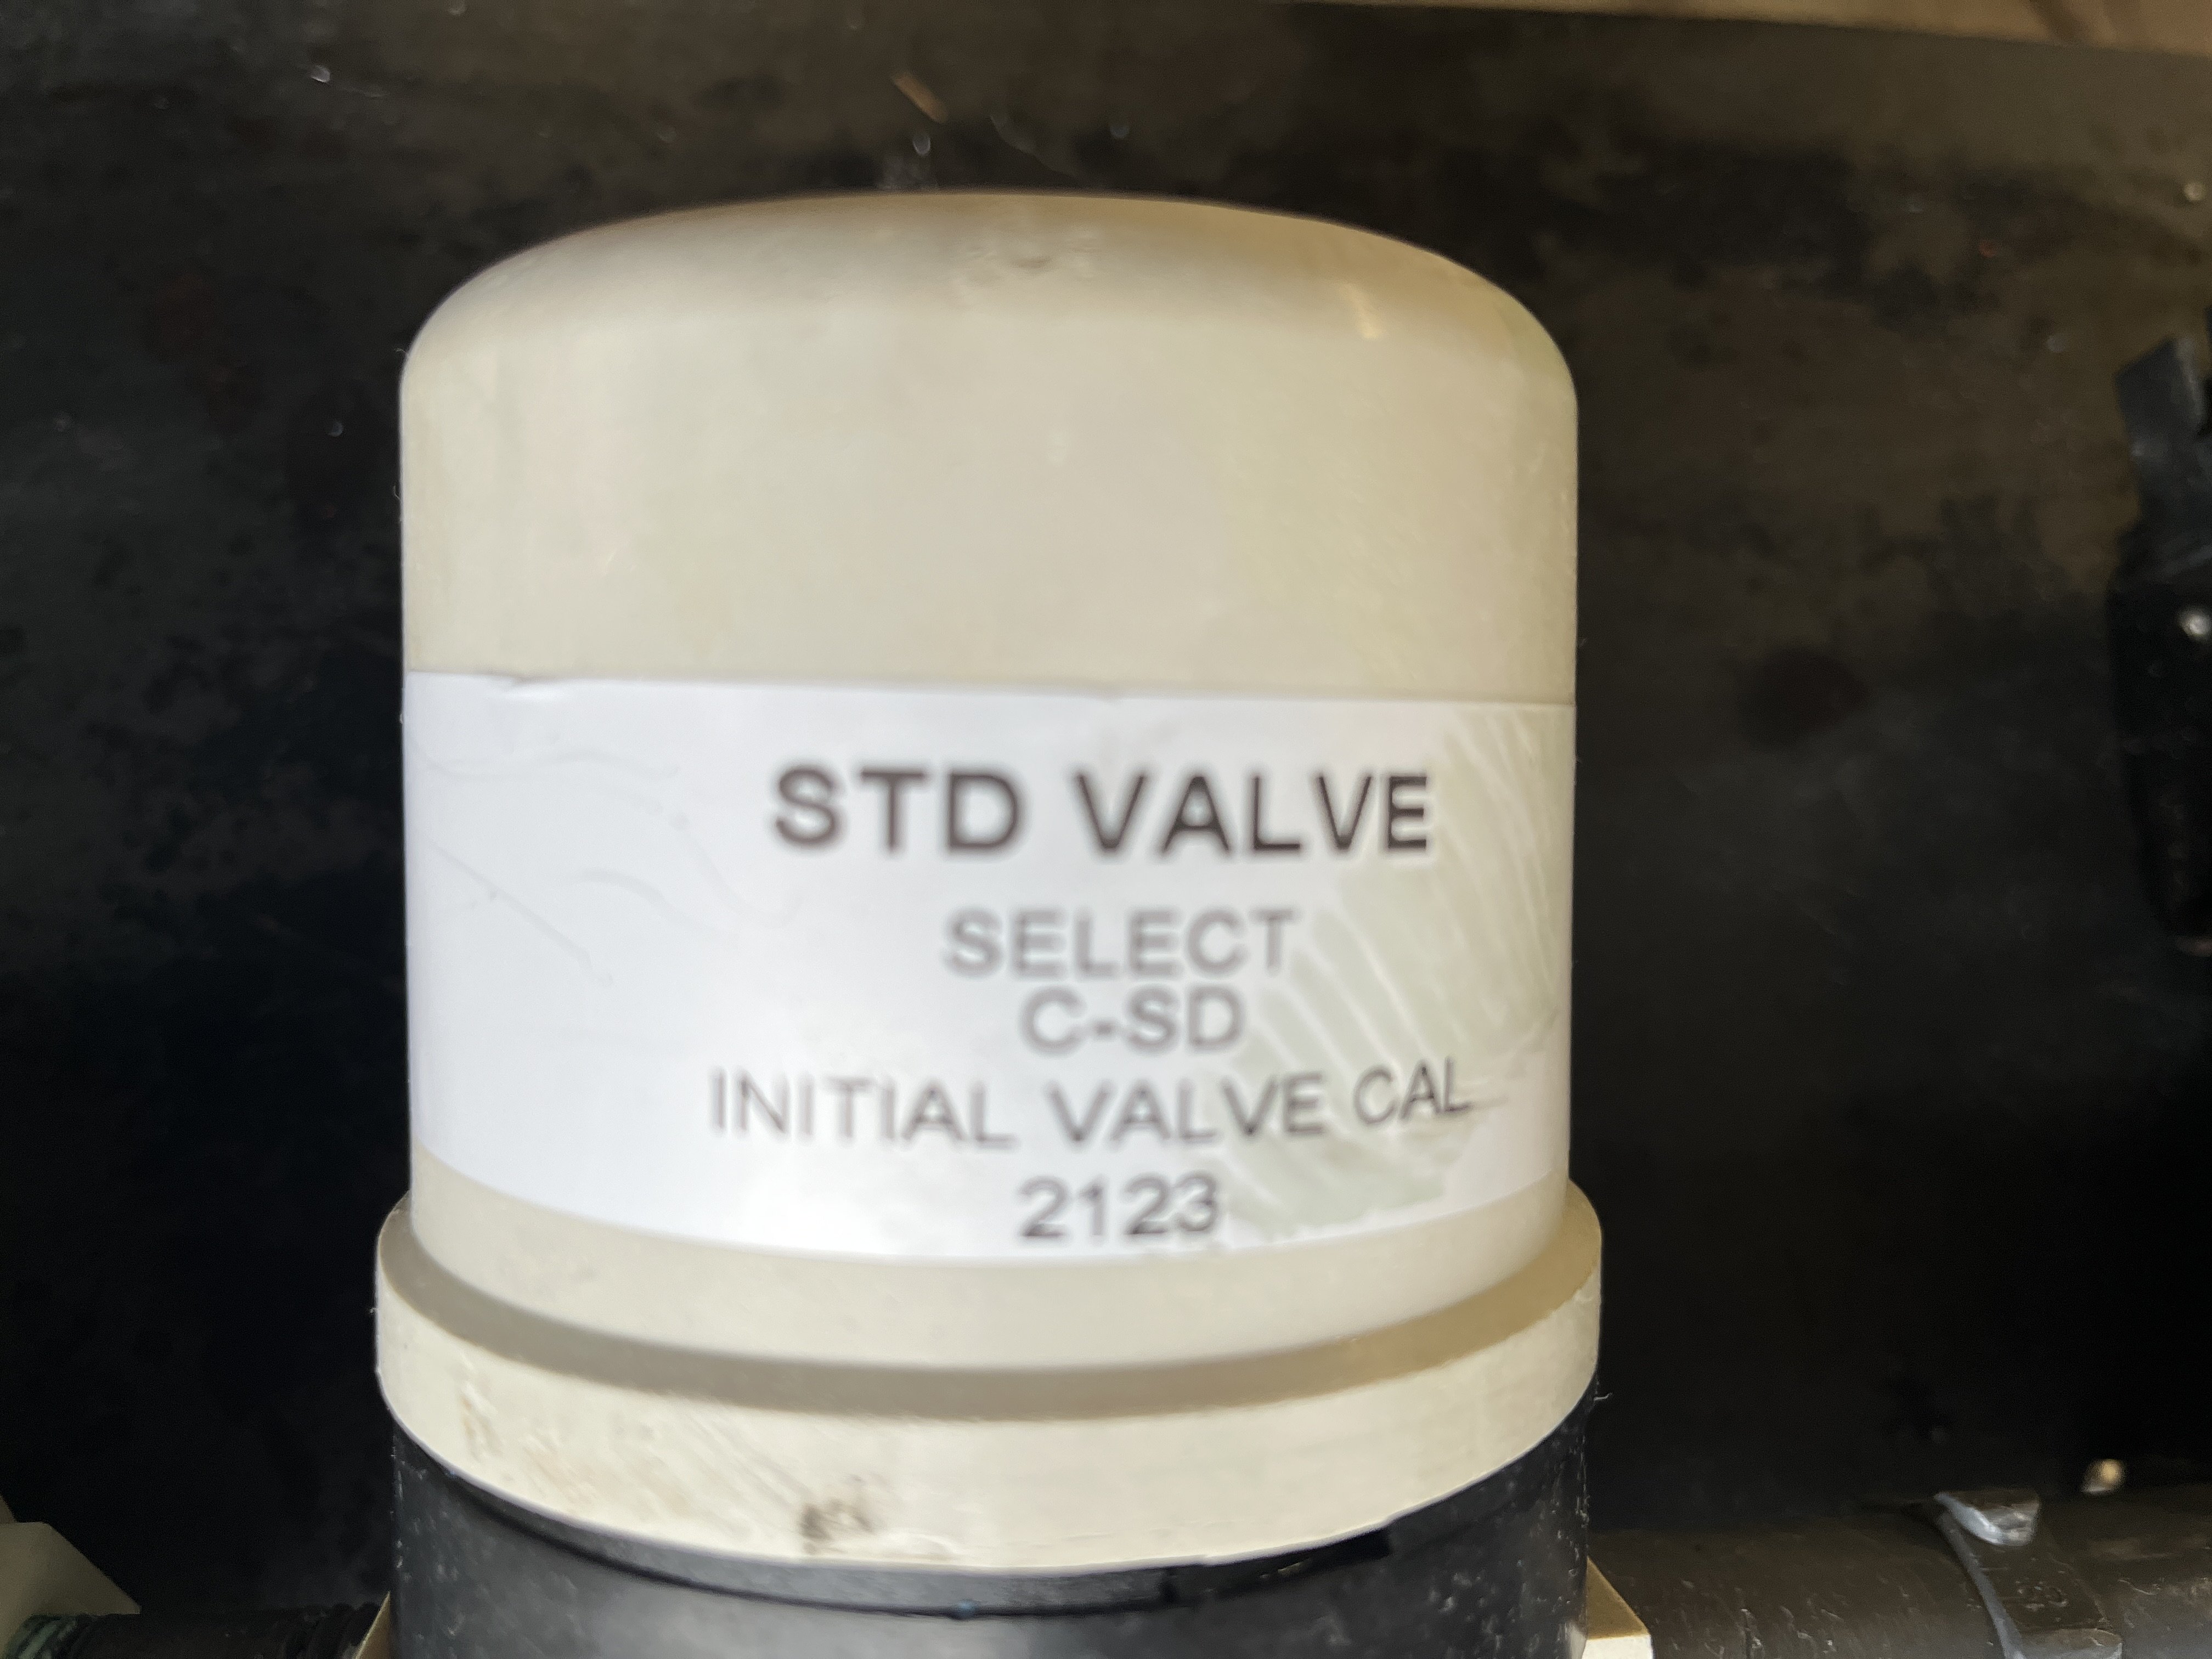 STD VALVE
SELECT
C-SD
INITIAL VALVE CAL
2123